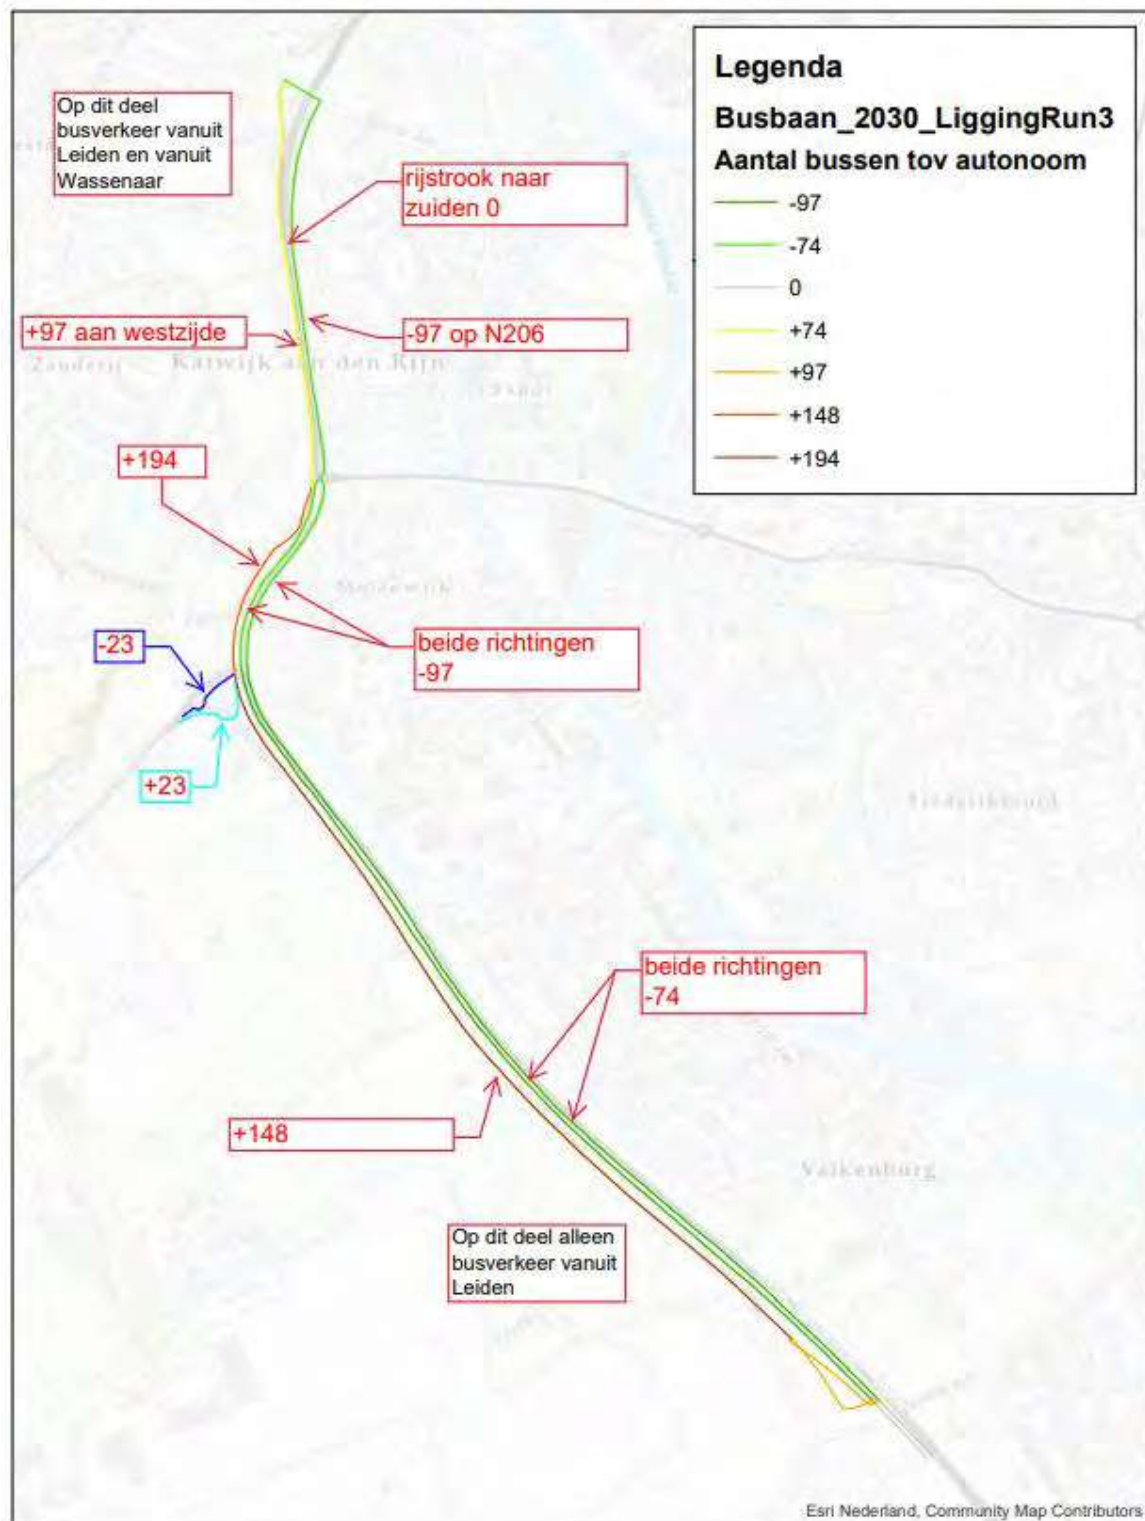 Legenda
Busbaan_2030_LiggingRun3
Aantal bussen tov autonoom
-97
-74
0
+74
+97
+148
+194
Op dit deel
busverkeer vanuit
Leiden en vanuit
Wassenaar
rijstrook naar
zuiden 0
+97 aan westzijde
-97 op N206
Zanderij
Katwijk aan den Rijn
+194
beide richtingen
-97
-23
+23
beide richtingen
-74
+148
Valkenburg
Op dit deel alleen
busverkeer vanuit
Leiden
Esri Nederland, Community Map Contributors